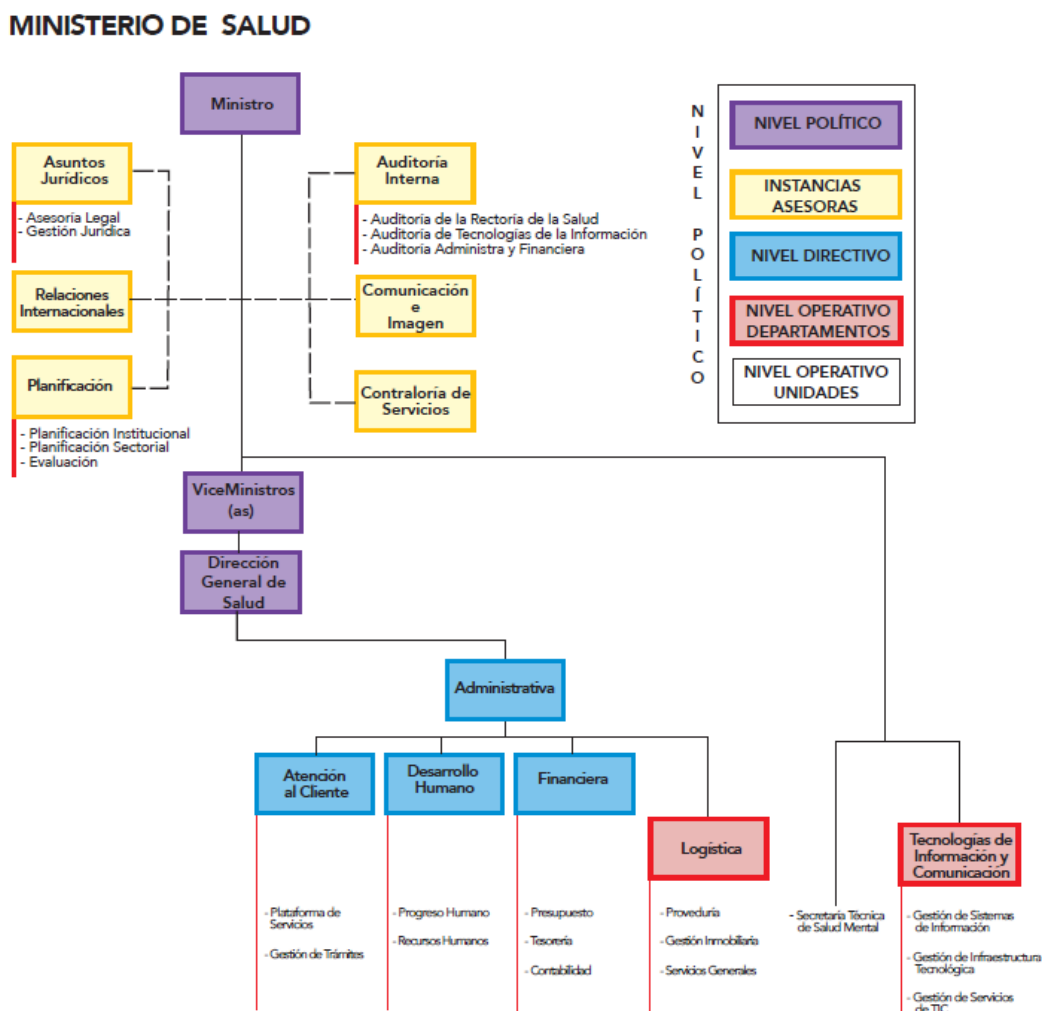 MINISTERIO DE SALUD
Ministro
Asuntos
Jurídicos
- Asesoría Legal
- Gestión Jurídica
Relaciones
Internacionales
Planificación
- Planificación Institucional
- Planificación Sectorial
- Evaluación
Auditoría
Interna
- Auditoría de la Rectoría de la Salud
- Auditoría de Tecnologías de la Información
- Auditoría Administra y Financiera
Comunicación
e
Imagen
Contraloría de
Servicios
NIVEL POLÍTICO
NIVEL POLÍTICO
INSTANCIAS
ASESORAS
NIVEL DIRECTIVO
NIVEL OPERATIVO
DEPARTAMENTOS
NIVEL OPERATIVO
UNIDADES
ViceMinistros
(as)
Dirección
General de
Salud
Administrativa
Atención
al Cliente
- Plataforma de
Servicios
- Gestión de Trámites
Desarrollo
Humano
- Progreso Humano
- Recursos Humanos
Financiera
- Presupuesto
- Tesorería
- Contabilidad
Logística
- Proveduría
- Gestión Inmobiliaria
- Servicios Generales
- Secretaría Técnica
de Salud Mental
Tecnologías de
Información y
Comunicación
- Gestión de Sistemas
de Información
- Gestión de Infraestructura
Tecnológica
- Gestión de Servicios
de TIC